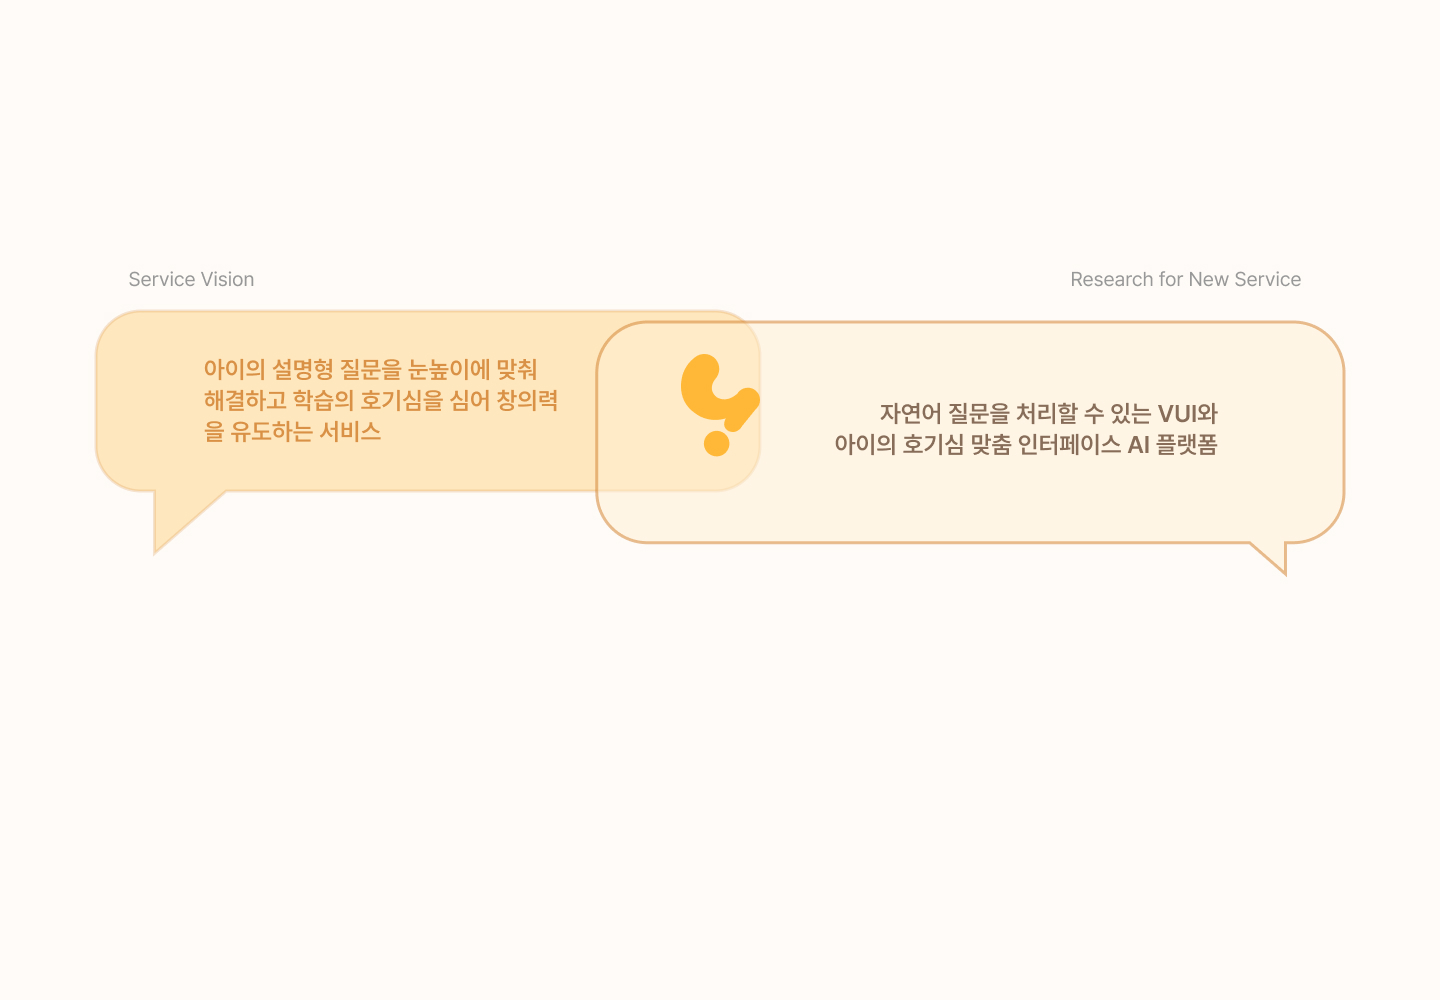 Service Vision
Research for New Service
아이의 설명형 질문을 눈높이에 맞춰
해결하고 학습의 호기심을 심어 창의력
을 유도하는 서비스
자연어 질문을 처리할 수 있는 VUI와
아이의 호기심 맞춤 인터페이스 AI 플랫폼